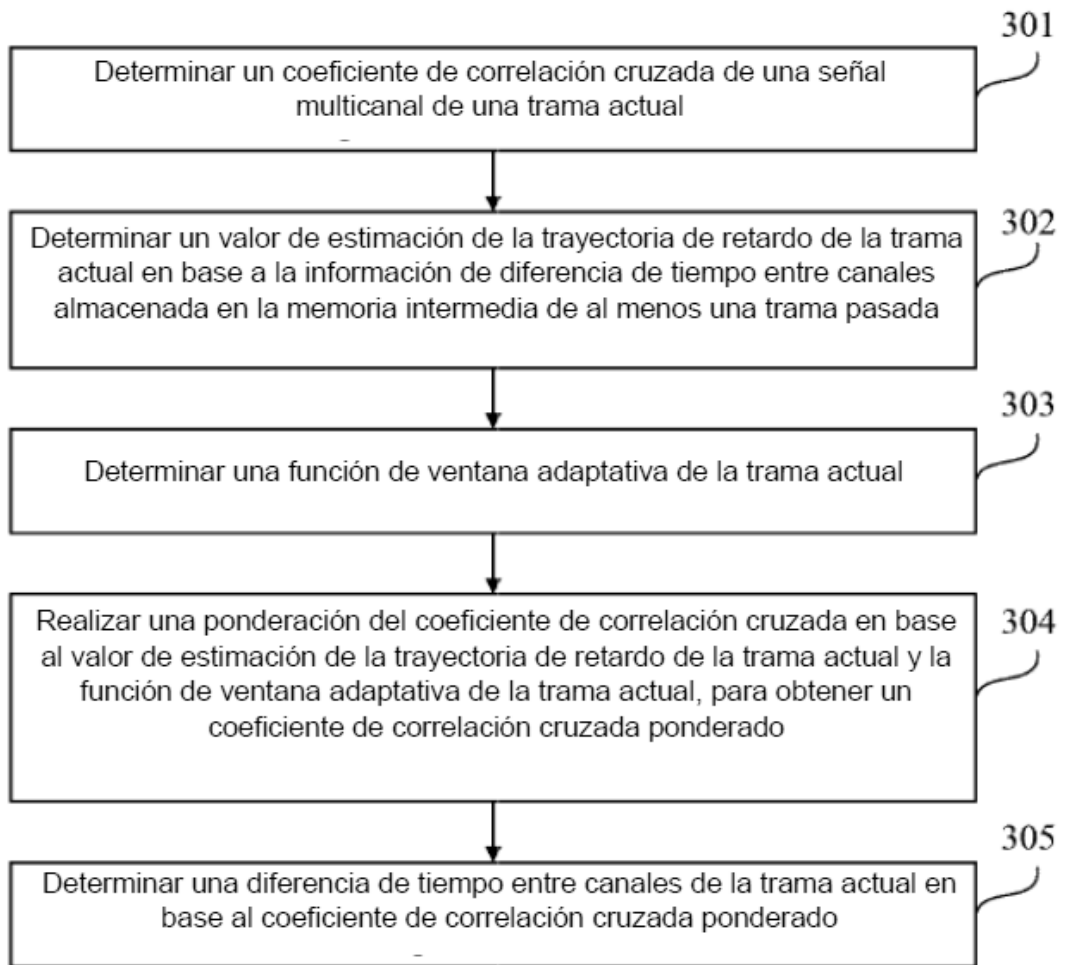 301
Determinar un coeficiente de correlación cruzada de una señal
multicanal de una trama actual
302
Determinar un valor de estimación de la trayectoria de retardo de la trama
actual en base a la información de diferencia de tiempo entre canales
almacenada en la memoria intermedia de al menos una trama pasada
303
Determinar una función de ventana adaptativa de la trama actual
304
Realizar una ponderación del coeficiente de correlación cruzada en base
al valor de estimación de la trayectoria de retardo de la trama actual y la
función de ventana adaptativa de la trama actual, para obtener un
coeficiente de correlación cruzada ponderado
305
Determinar una diferencia de tiempo entre canales de la trama actual en
base al coeficiente de correlación cruzada ponderado